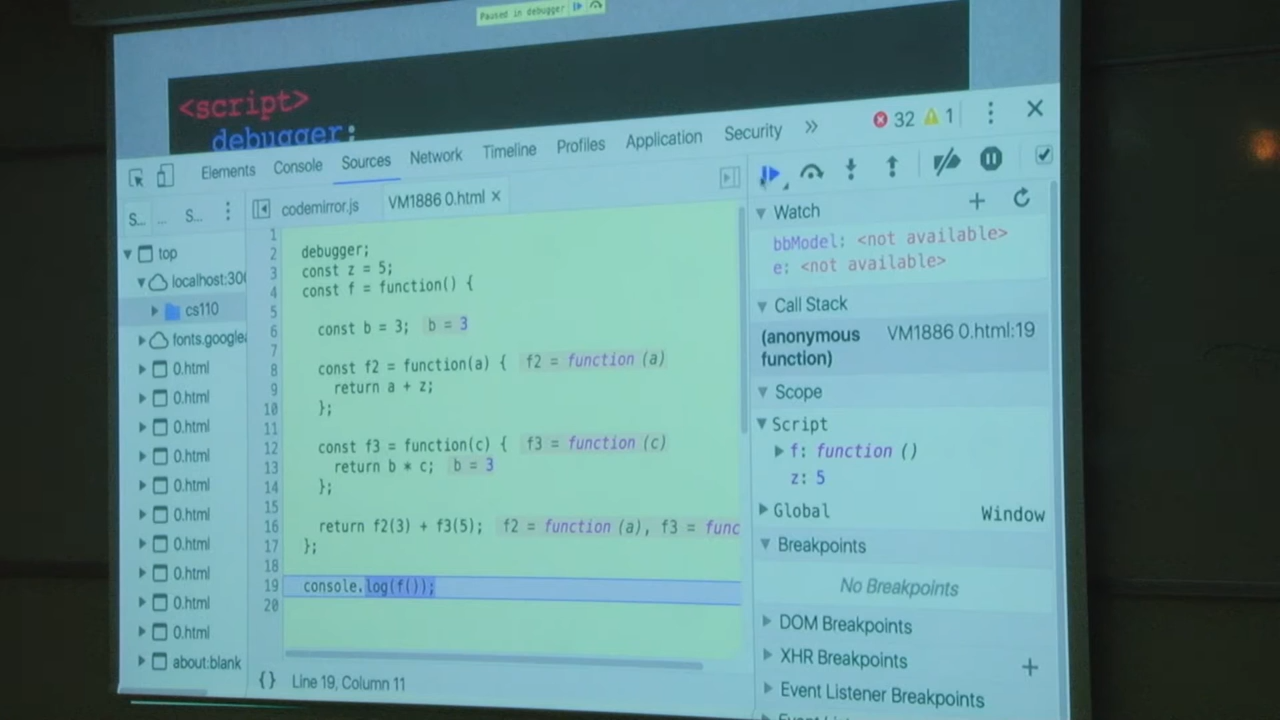 Paused in debugger
<script>
debugger;
Elements Console Sources Network Timeline Profiles Application Security » 32 1
S... ... S...
codemirror.js VM1886 0.html ×
top
localhost:300
cs110
fonts.google
0.html
0.html
0.html
0.html
0.html
0.html
0.html
0.html
0.html
0.html
about:blank
1
2 debugger;
3 const z = 5;
4 const f = function() {
5
6 const b = 3; b = 3
7
8 const f2 = function(a) { f2 = function (a)
9 return a + z;
10 };
11
12 const f3 = function(c) { f3 = function (c)
13 return b * c; b = 3
14 };
15
16 return f2(3) + f3(5); f2 = function (a), f3 = func
17 };
18
19 console.log(f());
20
{} Line 19, Column 11
Watch
bbModel: <not available>
e: <not available>
Call Stack
(anonymous function) VM1886 0.html:19
Scope
Script
f: function ()
z: 5
Global Window
Breakpoints
No Breakpoints
DOM Breakpoints
XHR Breakpoints
Event Listener Breakpoints